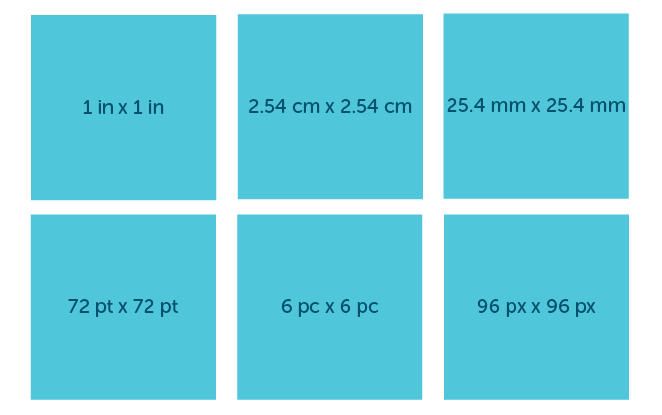 1 in x 1 in
2.54 cm x 2.54 cm
25.4 mm x 25.4 mm
72 pt x 72 pt
6 pc x 6 pc
96 px x 96 px